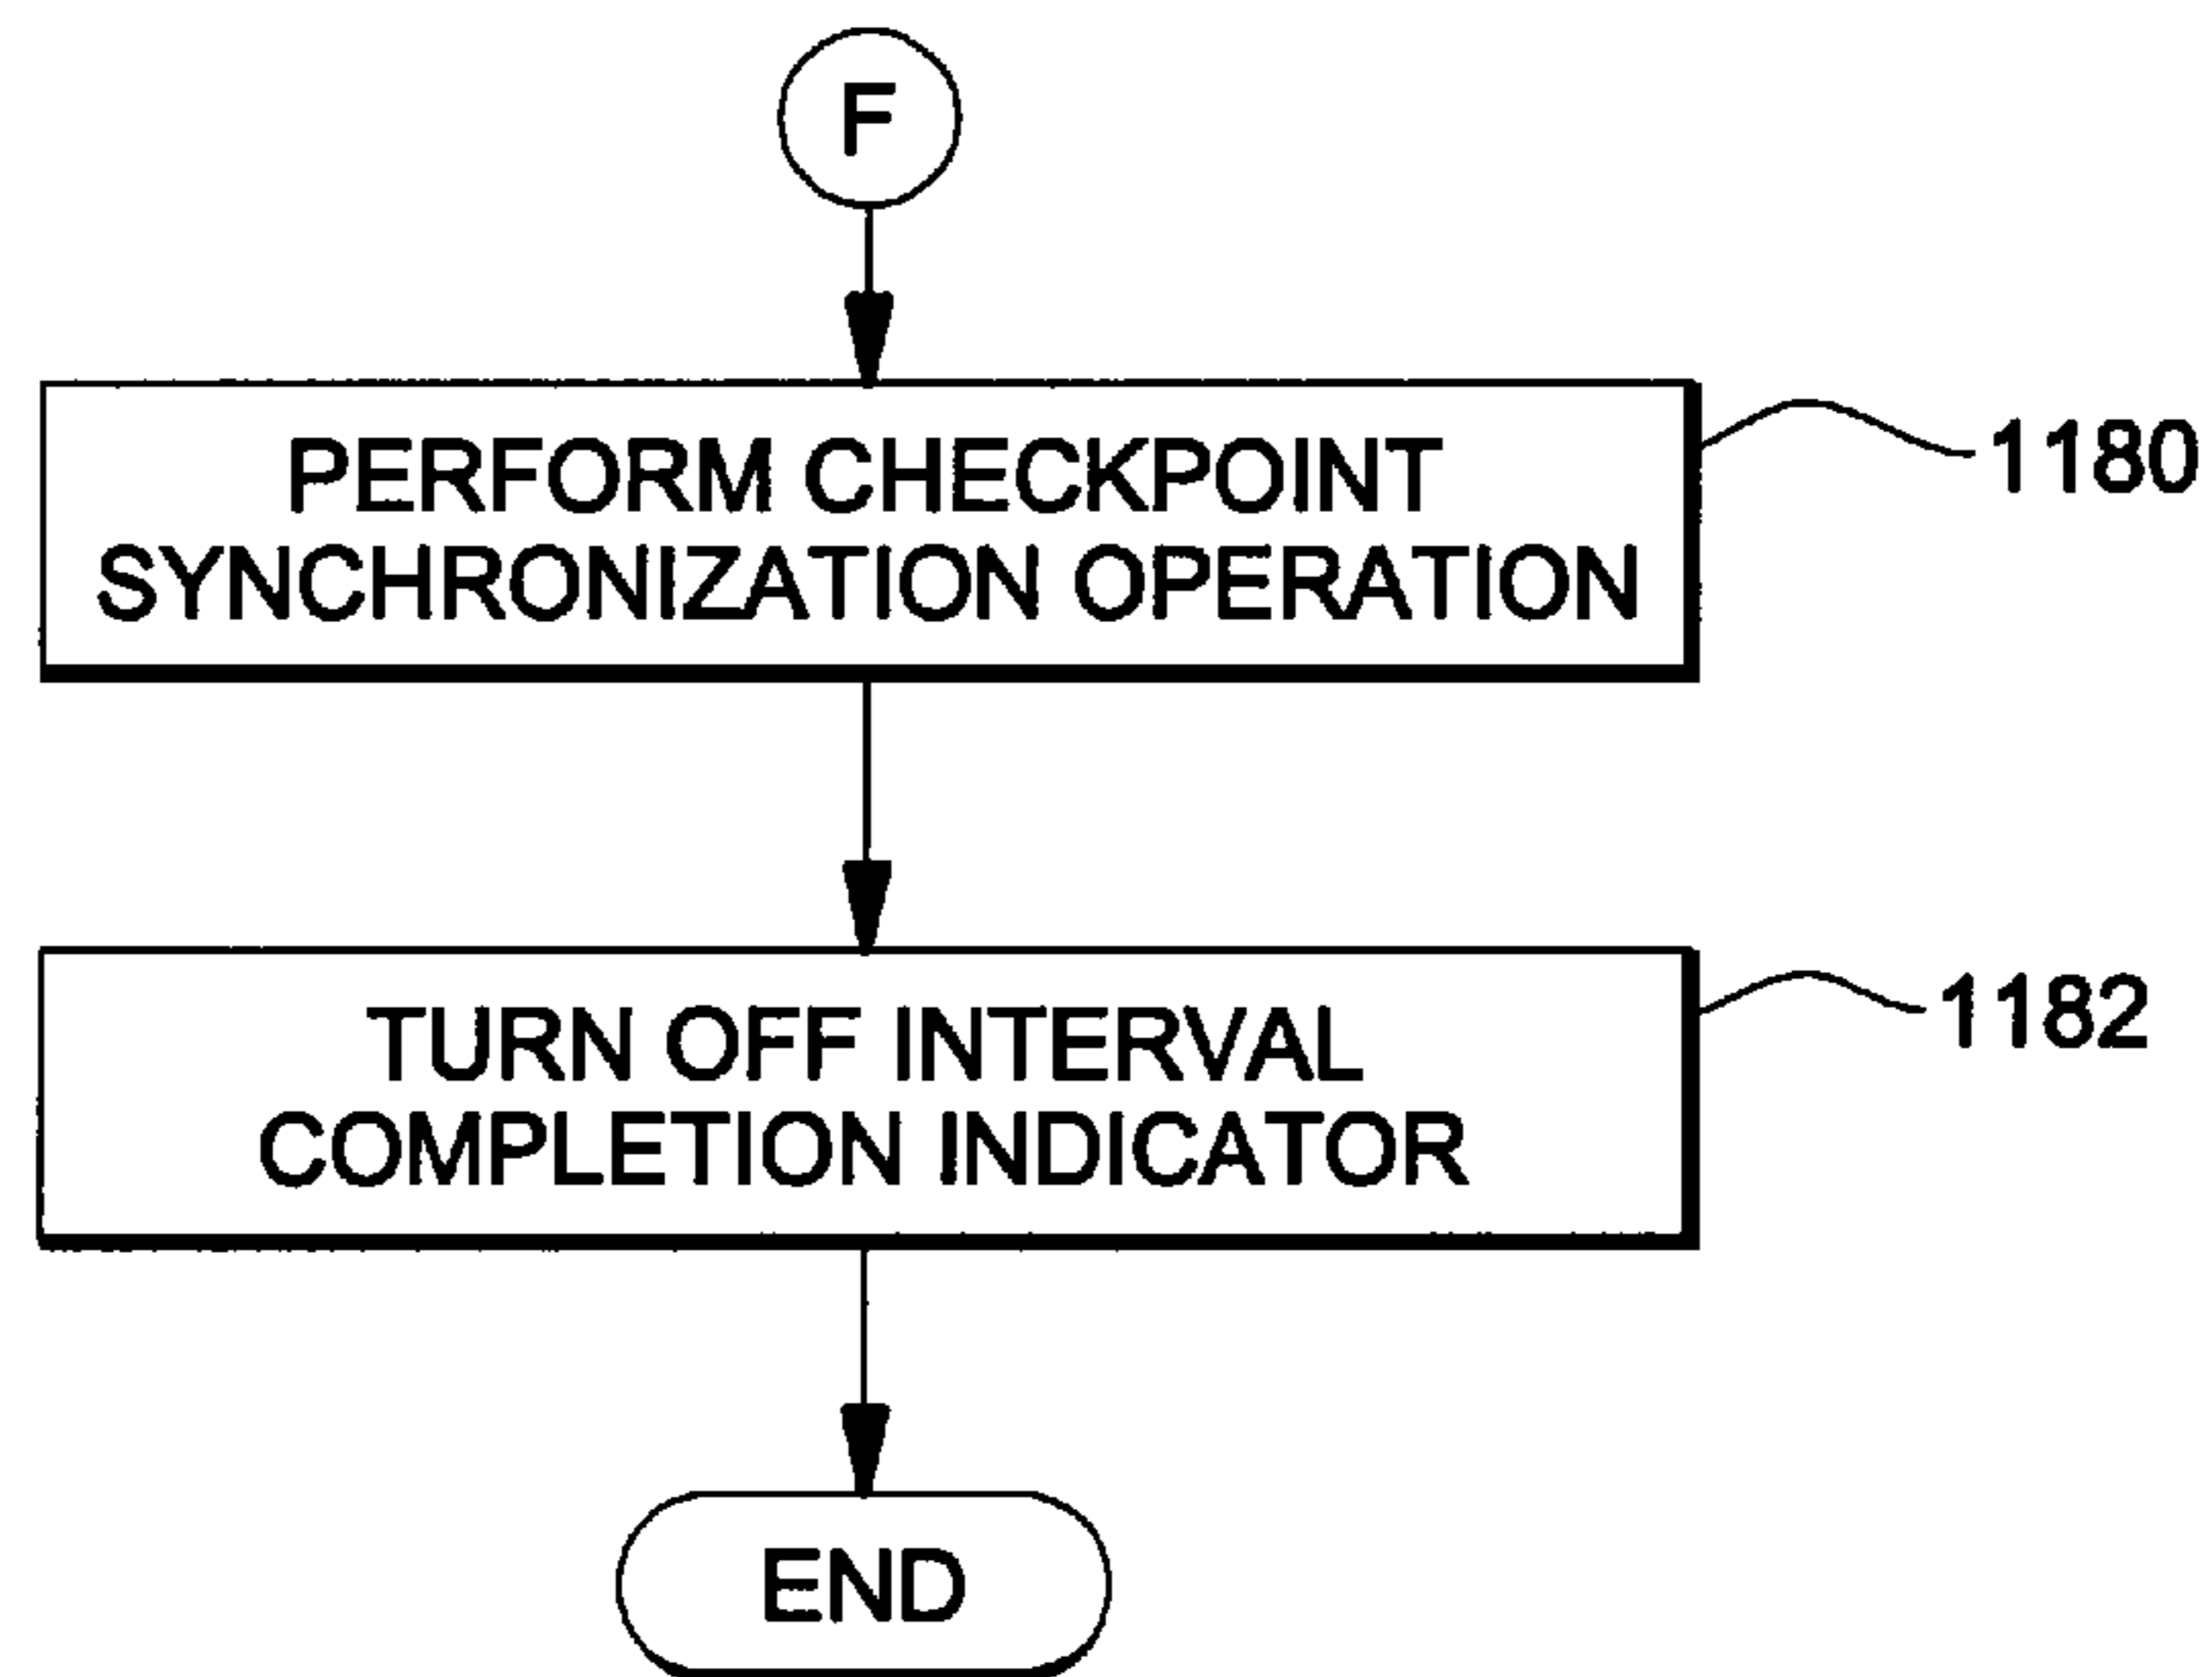 F
PERFORM CHECKPOINT
SYNCHRONIZATION OPERATION
1180
TURN OFF INTERVAL
COMPLETION INDICATOR
1182
END